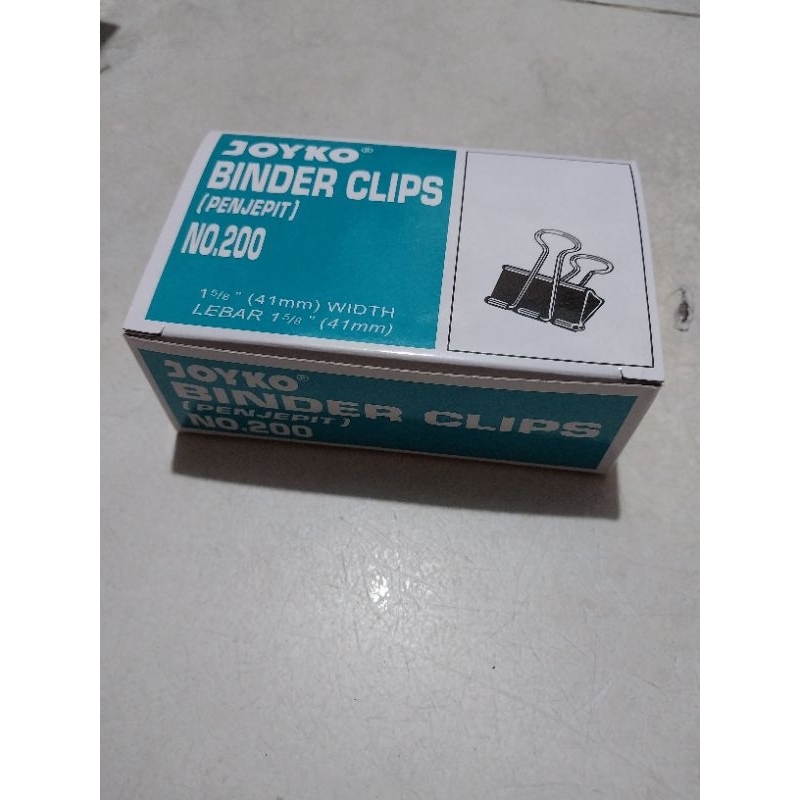 JOYKO®
BINDER CLIPS
(PENJEPIT)
NO.200
1 5/8 " (41mm) WIDTH
LEBAR 1 5/8 " (41mm)
JOYKO®
BINDER CLIPS
(PENJEPIT)
NO.200